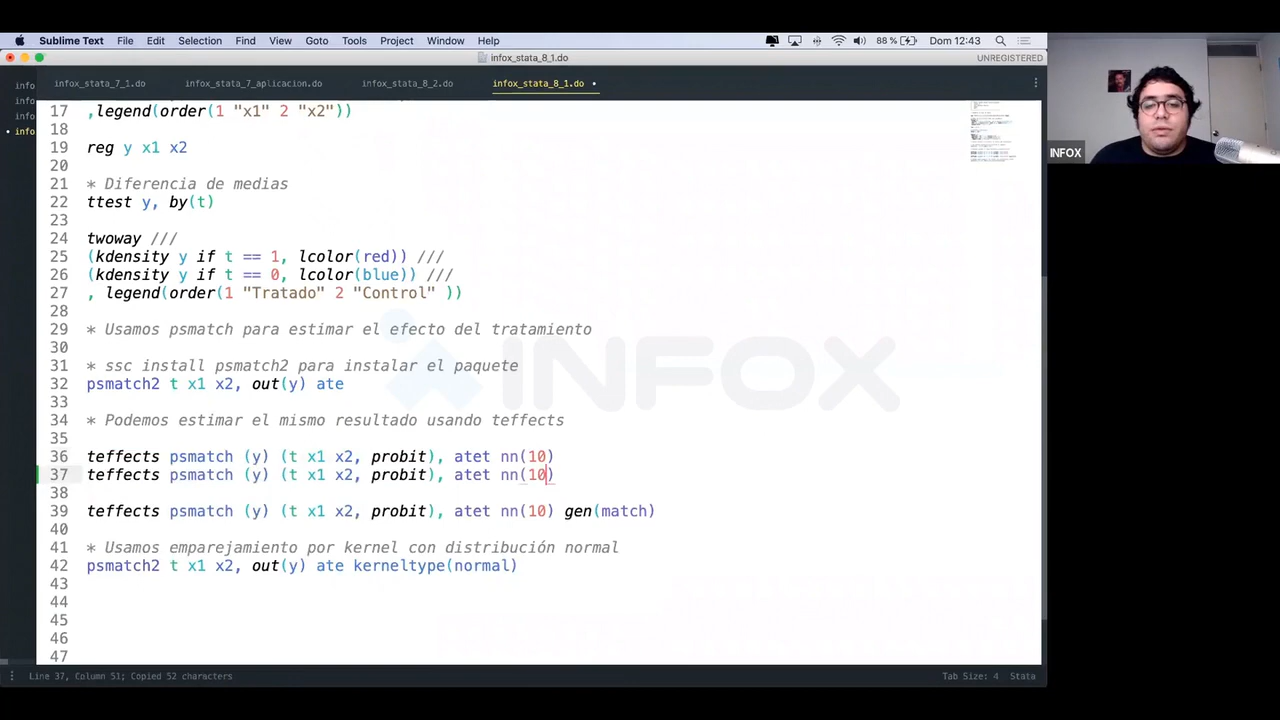 Sublime Text File Edit Selection Find View Goto Tools Project Window Help 88 % Dom 12:43
infox_stata_8_1.do UNREGISTERED
info infox_stata_7_1.do infox_stata_7_aplicacion.do infox_stata_8_2.do infox_stata_8_1.do
info
info
info
17 ,legend(order(1 "x1" 2 "x2"))
18
19 reg y x1 x2
20
21 * Diferencia de medias
22 ttest y, by(t)
23
24 twoway ///
25 (kdensity y if t == 1, lcolor(red)) ///
26 (kdensity y if t == 0, lcolor(blue)) ///
27 , legend(order(1 "Tratado" 2 "Control" ))
28
29 * Usamos psmatch para estimar el efecto del tratamiento
30
31 * ssc install psmatch2 para instalar el paquete
32 psmatch2 t x1 x2, out(y) ate
33
34 * Podemos estimar el mismo resultado usando teffects
35
36 teffects psmatch (y) (t x1 x2, probit), atet nn(10)
37 teffects psmatch (y) (t x1 x2, probit), atet nn(10)
38
39 teffects psmatch (y) (t x1 x2, probit), atet nn(10) gen(match)
40
41 * Usamos emparejamiento por kernel con distribución normal
42 psmatch2 t x1 x2, out(y) ate kerneltype(normal)
43
44
45
46
47
INFOX
Line 37, Column 51; Copied 52 characters Tab Size: 4 Stata
INFOX